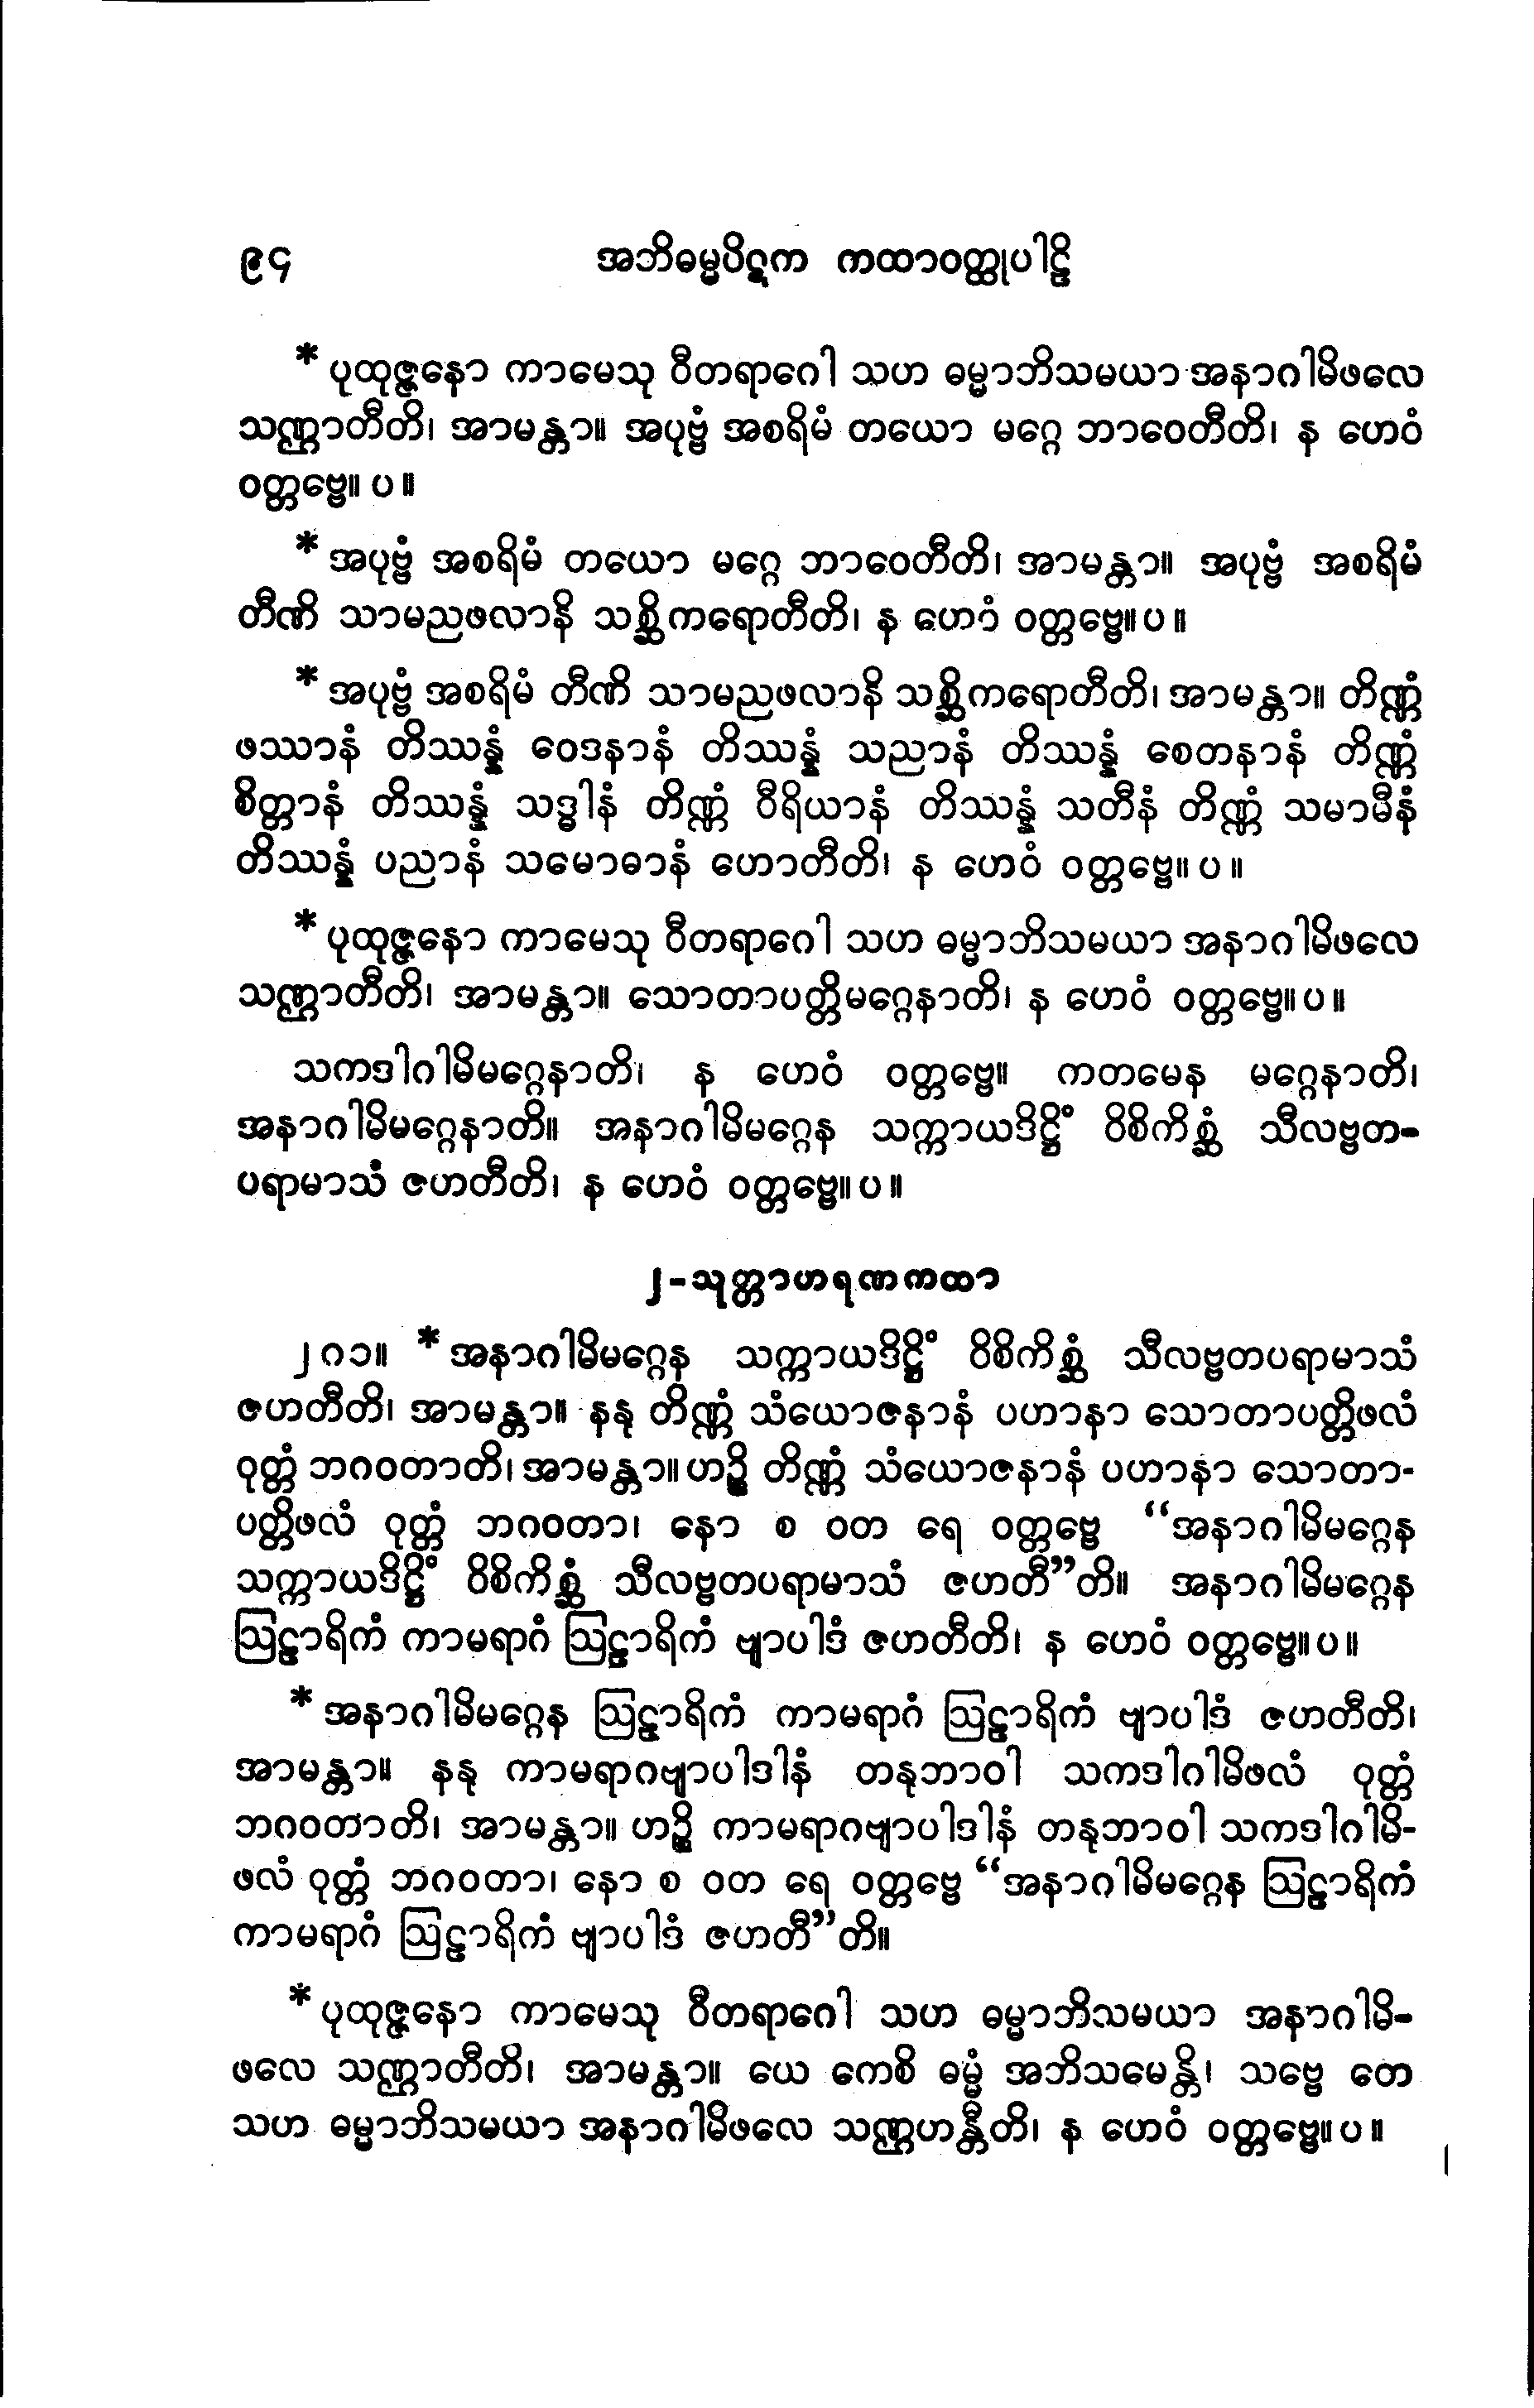 ၉၄ အဘိဓမ္မပိဋက ကထာဝတ္ထုပါဠိ
* ပုထုဇ္ဇနော ကာမေသု ဝီတရာဂေါ သဟ ဓမ္မာဘိသမယာ အနာဂါမိဖလေ
သဏ္ဌာတီတိ၊ အာမန္တာ။ အပုဗ္ဗံ အစရိမံ တယော မဂ္ဂေ ဘာဝေတီတိ၊ န ဟေဝံ
ဝတ္တဗ္ဗေ။ ပ ။
* အပုဗ္ဗံ အစရိမံ တယော မဂ္ဂေ ဘာဝေတီတိ၊ အာမန္တာ။ အပုဗ္ဗံ အစရိမံ
တီဏိ သာမညဖလာနိ သစ္ဆိကရောတီတိ၊ န ဟေဝံ ဝတ္တဗ္ဗေ။ ပ ။
* အပုဗ္ဗံ အစရိမံ တီဏိ သာမညဖလာနိ သစ္ဆိကရောတီတိ၊ အာမန္တာ။ တိဏ္ဏံ
ဖဿာနံ တိဿန္နံ ဝေဒနာနံ တိဿန္နံ သညာနံ တိဿန္နံ စေတနာနံ တိဏ္ဏံ
စိတ္တာနံ တိဿန္နံ သဒ္ဓါနံ တိဏ္ဏံ ဝီရိယာနံ တိဿန္နံ သတီနံ တိဏ္ဏံ သမာဓီနံ
တိဿန္နံ ပညာနံ သမောဓာနံ ဟောတီတိ၊ န ဟေဝံ ဝတ္တဗ္ဗေ။ ပ ။
* ပုထုဇ္ဇနော ကာမေသု ဝီတရာဂေါ သဟ ဓမ္မာဘိသမယာ အနာဂါမိဖလေ
သဏ္ဌာတီတိ၊ အာမန္တာ။ သောတာပတ္တိမဂ္ဂေနာတိ၊ န ဟေဝံ ဝတ္တဗ္ဗေ။ ပ ။
သကဒါဂါမိမဂ္ဂေနာတိ၊ န ဟေဝံ ဝတ္တဗ္ဗေ။ ကတမေန မဂ္ဂေနာတိ၊
အနာဂါမိမဂ္ဂေနာတိ။ အနာဂါမိမဂ္ဂေန သက္ကာယဒိဋ္ဌိံ ဝိစိကိစ္ဆံ သီလဗ္ဗတ-
ပရာမာသံ ဇဟတီတိ၊ န ဟေဝံ ဝတ္တဗ္ဗေ။ ပ ။
၂-သုတ္တာဟရဏကထာ
၂၈၁။ * အနာဂါမိမဂ္ဂေန သက္ကာယဒိဋ္ဌိံ ဝိစိကိစ္ဆံ သီလဗ္ဗတပရာမာသံ
ဇဟတီတိ၊ အာမန္တာ။ နနု တိဏ္ဏံ သံယောဇနာနံ ပဟာနာ သောတာပတ္တိဖလံ
ဝုတ္တံ ဘဂဝတာတိ၊ အာမန္တာ။ ဟဉ္စိ တိဏ္ဏံ သံယောဇနာနံ ပဟာနာ သောတာ-
ပတ္တိဖလံ ဝုတ္တံ ဘဂဝတာ၊ နော စ ဝတ ရေ ဝတ္တဗ္ဗေ “အနာဂါမိမဂ္ဂေန
သက္ကာယဒိဋ္ဌိံ ဝိစိကိစ္ဆံ သီလဗ္ဗတပရာမာသံ ဇဟတီ”တိ။ အနာဂါမိမဂ္ဂေန
ဩဠာရိကံ ကာမရာဂံ ဩဠာရိကံ ဗျာပါဒံ ဇဟတီတိ၊ န ဟေဝံ ဝတ္တဗ္ဗေ။ ပ ။
* အနာဂါမိမဂ္ဂေန ဩဠာရိကံ ကာမရာဂံ ဩဠာရိကံ ဗျာပါဒံ ဇဟတီတိ၊
အာမန္တာ။ နနု ကာမရာဂဗျာပါဒါနံ တနုဘာဝါ သကဒါဂါမိဖလံ ဝုတ္တံ
ဘဂဝတာတိ၊ အာမန္တာ။ ဟဉ္စိ ကာမရာဂဗျာပါဒါနံ တနုဘာဝါ သကဒါဂါမိ-
ဖလံ ဝုတ္တံ ဘဂဝတာ၊ နော စ ဝတ ရေ ဝတ္တဗ္ဗေ “အနာဂါမိမဂ္ဂေန ဩဠာရိကံ
ကာမရာဂံ ဩဠာရိကံ ဗျာပါဒံ ဇဟတီ”တိ။
* ပုထုဇ္ဇနော ကာမေသု ဝီတရာဂေါ သဟ ဓမ္မာဘိသမယာ အနာဂါမိ-
ဖလေ သဏ္ဌာတီတိ၊ အာမန္တာ။ ယေ ကေစိ ဓမ္မံ အဘိသမေန္တိ၊ သဗ္ဗေ တေ
သဟ ဓမ္မာဘိသမယာ အနာဂါမိဖလေ သဏ္ဌဟန္တီတိ၊ န ဟေဝံ ဝတ္တဗ္ဗေ။ ပ ။